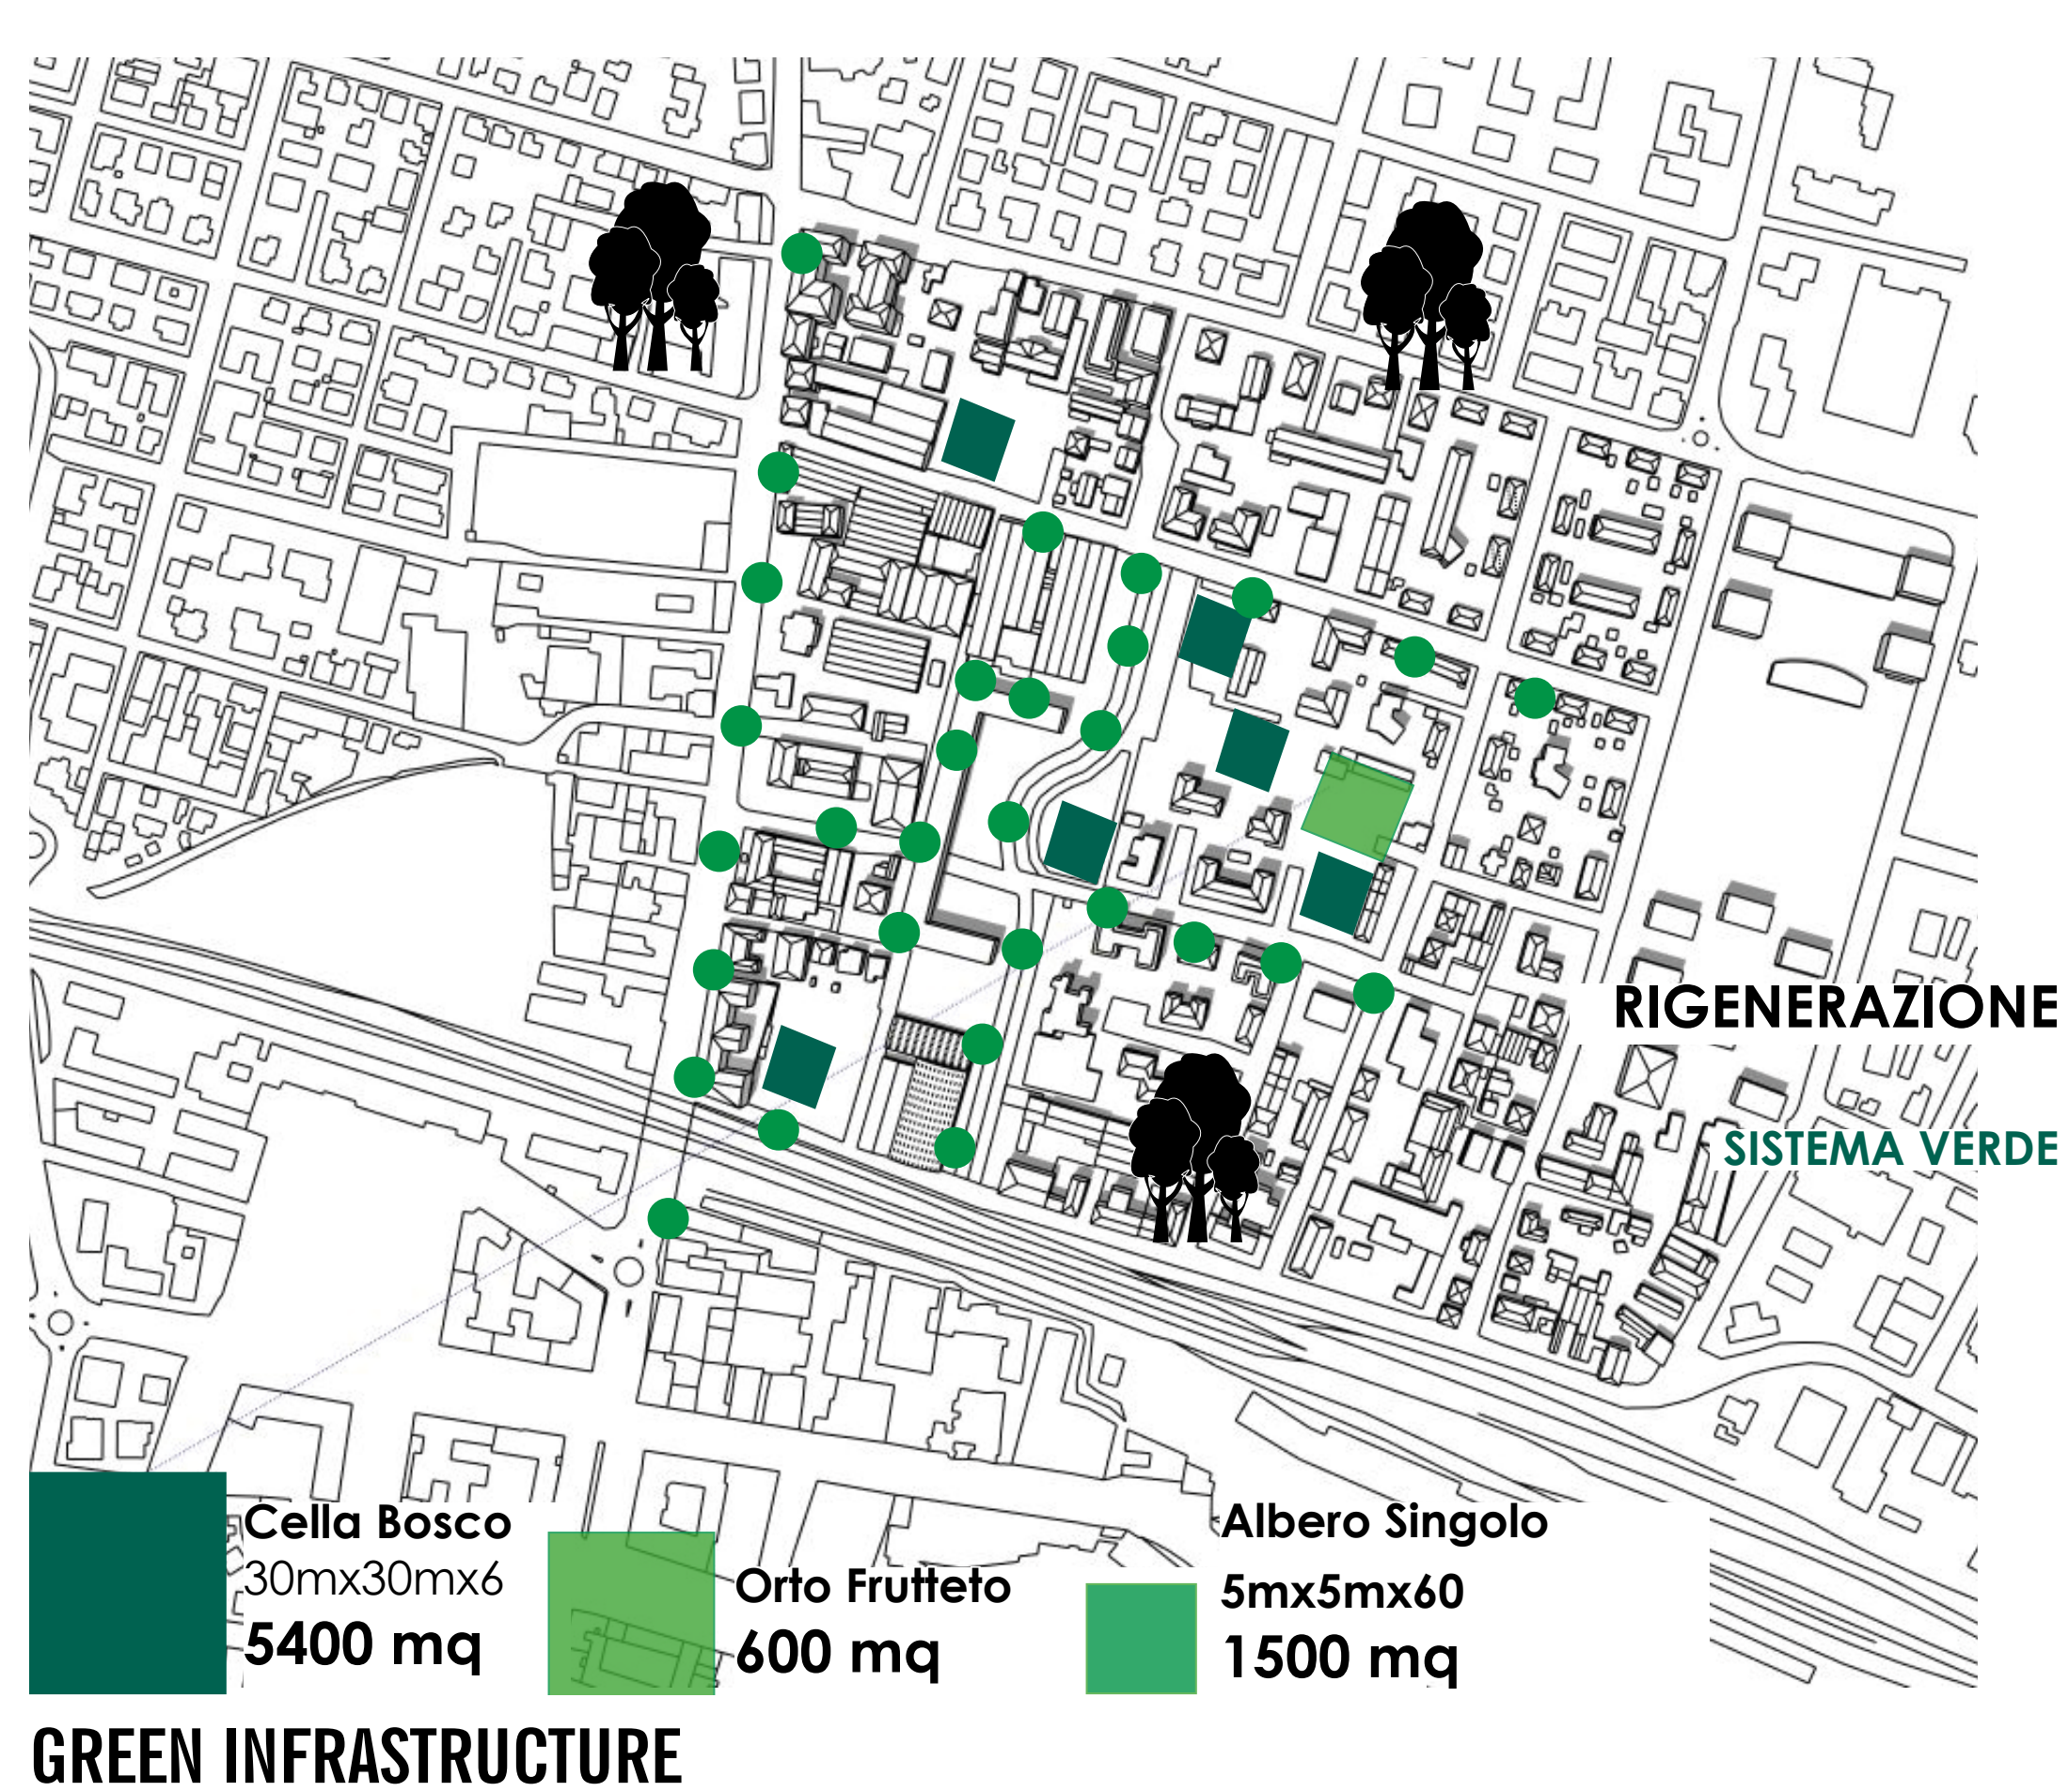 RIGENERAZIONE
SISTEMA VERDE
Cella Bosco
30mx30mx6
5400 mq
Orto Frutteto
600 mq
Albero Singolo
5mx5mx60
1500 mq
GREEN INFRASTRUCTURE